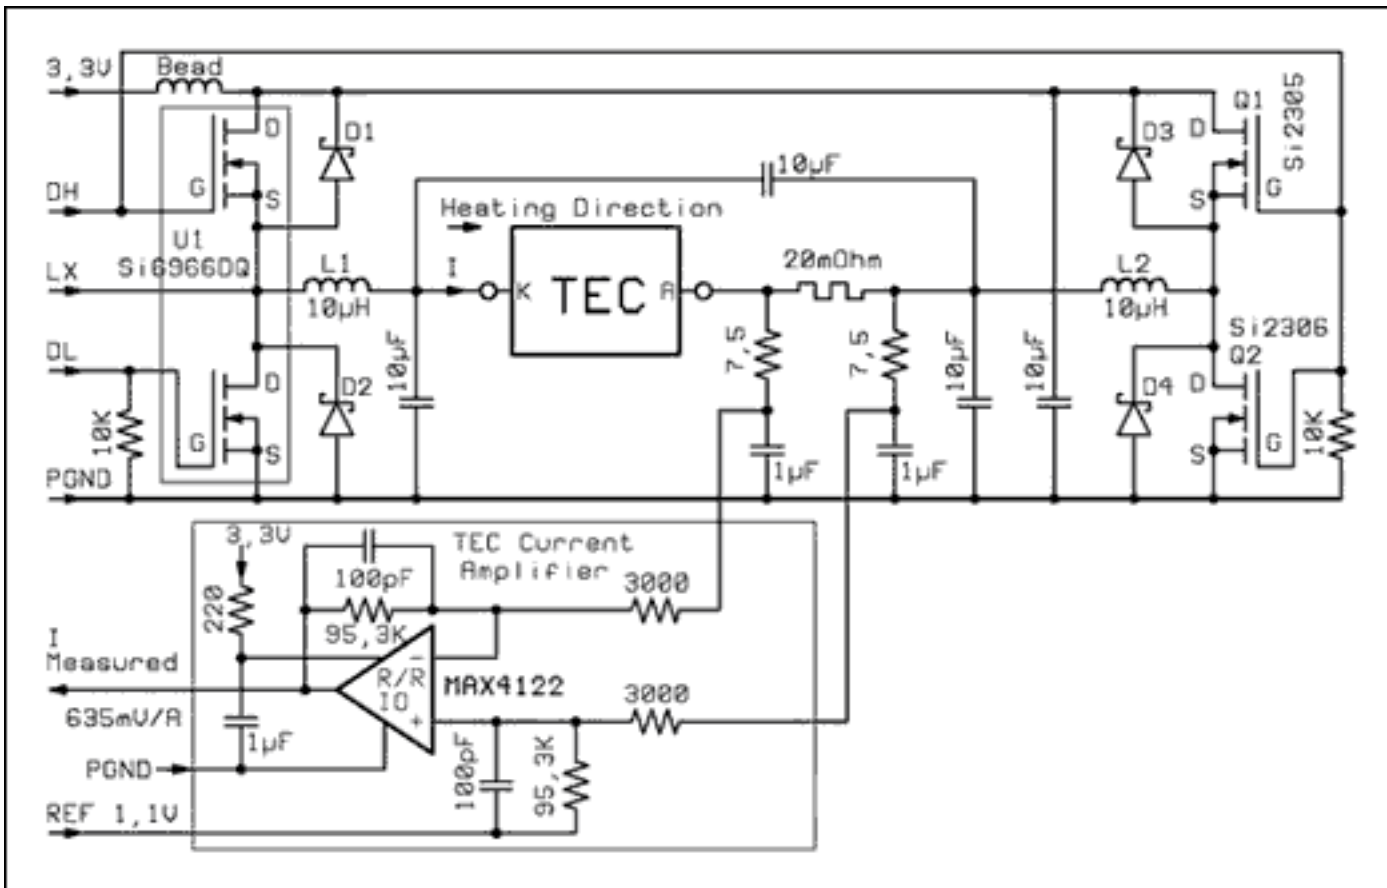 3,3V
Bead
DH
G
D
S
D1
U1
Si6966DQ
LX
L1
10µH
DL
10K
G
D
S
D2
PGND
10µF
10µF
Heating Direction
I
K
TEC
A
20mOhm
7,5
7,5
1µF
1µF
10µF
10µF
D3
D
S
G
Q1
Si2305
L2
10µH
Si2306
Q2
D4
D
S
G
10K
3,3V
220
100pF
95,3K
TEC Current
Amplifier
3000
I
Measured
635mV/A
R/R
IO
-
+
MAX4122
3000
1µF
PGND
100pF
95,3K
REF 1,1V